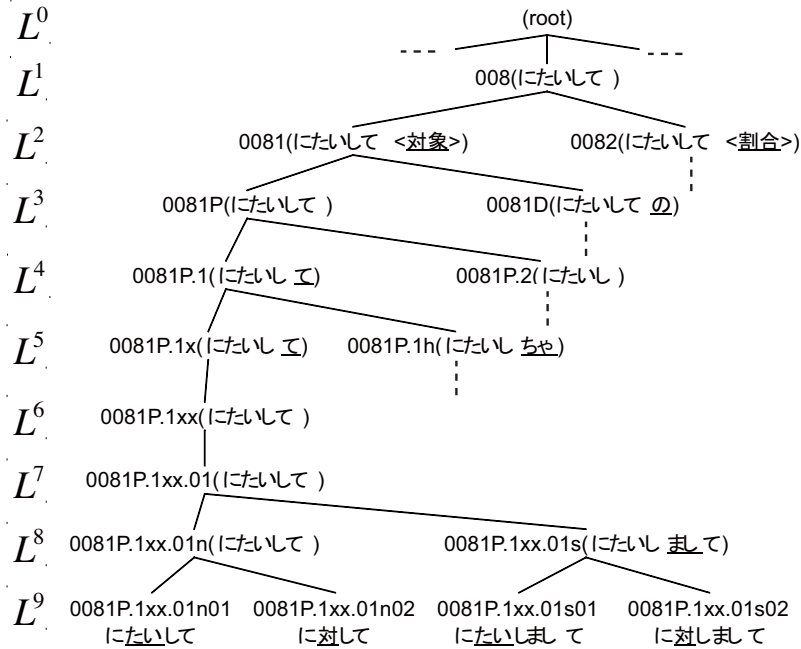 L0 (root)
L1 008(にたいして )
L2 0081(にたいして <対象>) 0082(にたいして <割合>)
L3 0081P(にたいして ) 0081D(にたいして の)
L4 0081P.1(にたいし て) 0081P.2(にたいし )
L5 0081P.1x(にたいし て) 0081P.1h(にたいし ちゃ)
L6 0081P.1xx(にたいして )
L7 0081P.1xx.01(にたいして )
L8 0081P.1xx.01n(にたいして ) 0081P.1xx.01s(にたいし まして)
L9 0081P.1xx.01n01 0081P.1xx.01n02 0081P.1xx.01s01 0081P.1xx.01s02
にたいして に対して にたいしまし て に対しまし て